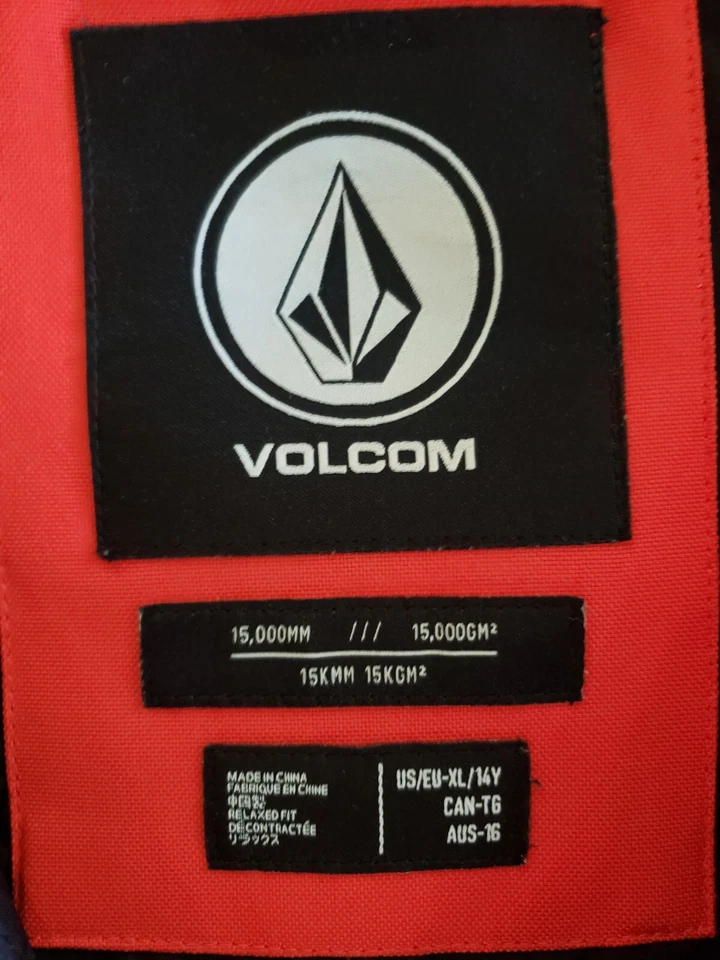 VOLCOM
15,000MM /// 15,000GM²
15KMM 15KGM²
MADE IN CHINA
FABRIQUÉ EN CHINE
中国製
RELAXED FIT
DÉCONTRACTÉE
リラックス
US/EU-XL/14Y
CAN-TG
AUS-16